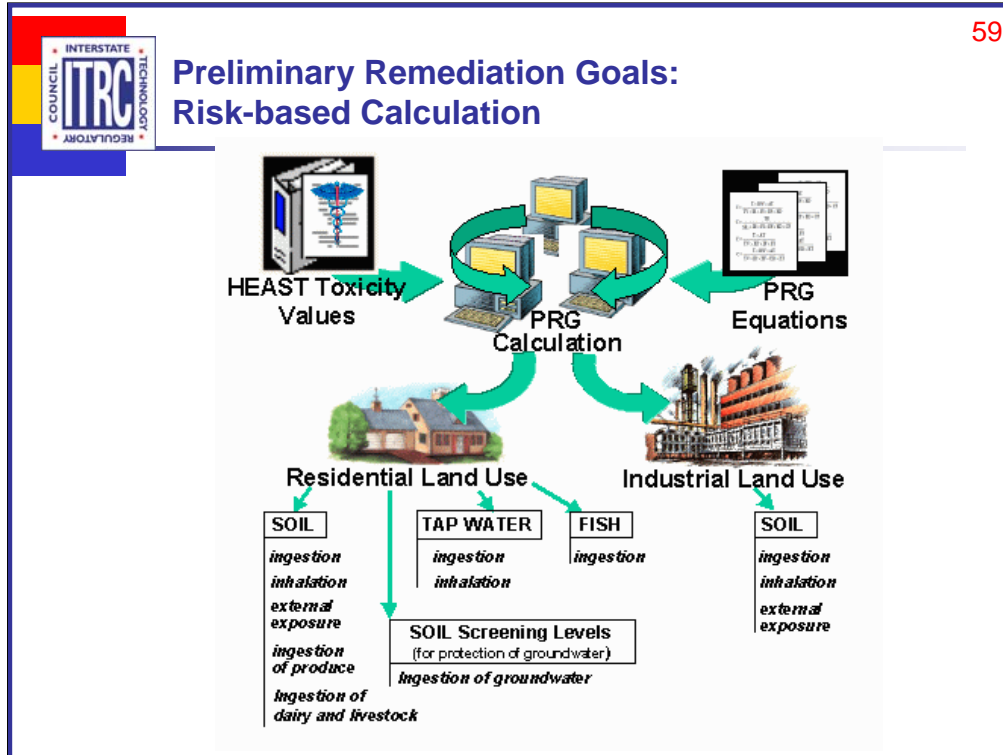 59
INTERSTATE
COUNCIL
ITRC
TECHNOLOGY
REGULATORY
Preliminary Remediation Goals:
Risk-based Calculation
HEAST Toxicity
Values
PRG
Calculation
PRG
Equations
Residential Land Use
Industrial Land Use
SOIL
ingestion
inhalation
external
exposure
ingestion
of produce
Ingestion of
dairy and livestock
TAP WATER
ingestion
inhalation
FISH
ingestion
SOIL Screening Levels
(for protection of groundwater)
Ingestion of groundwater
SOIL
ingestion
inhalation
external
exposure